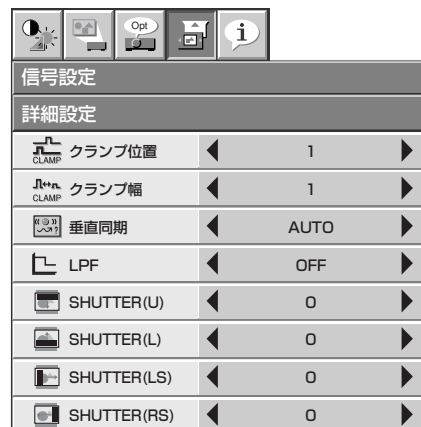 Opt
i
信号設定
詳細設定
CLAMP クランプ位置 1
CLAMP クランプ幅 1
垂直同期 AUTO
LPF OFF
SHUTTER(U) 0
SHUTTER(L) 0
SHUTTER(LS) 0
SHUTTER(RS) 0